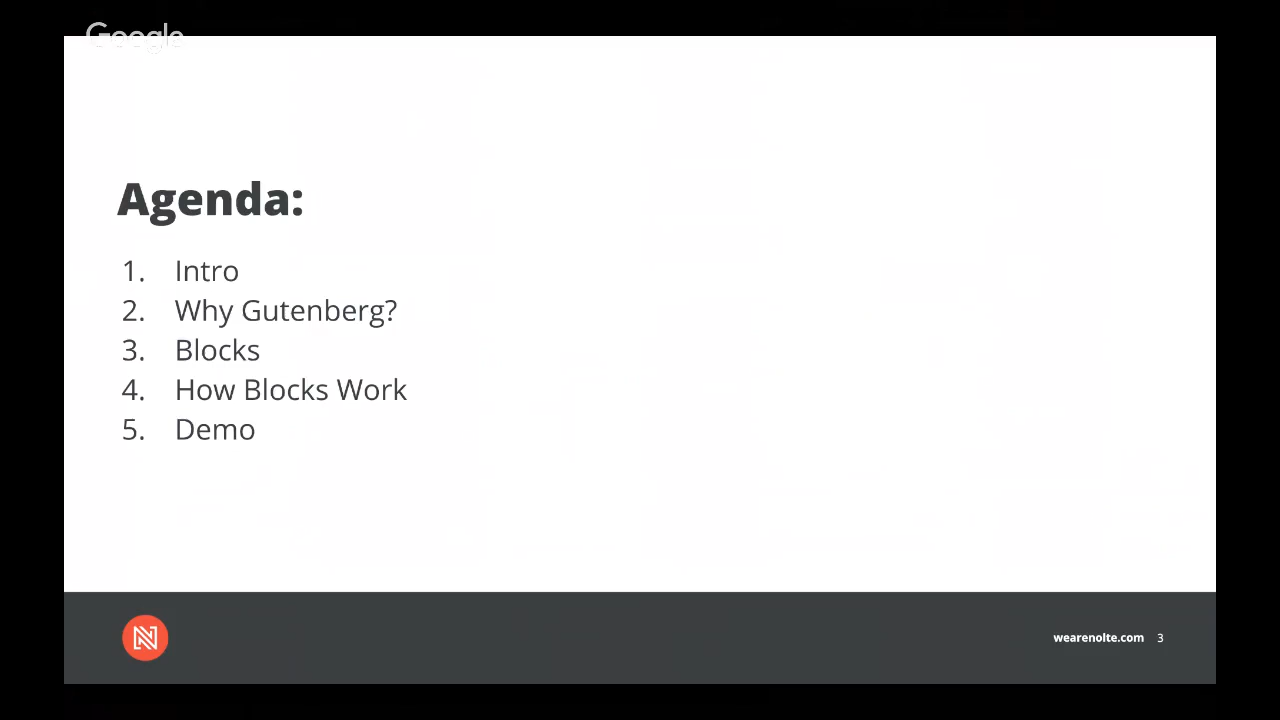 Google
Agenda:
1. Intro
2. Why Gutenberg?
3. Blocks
4. How Blocks Work
5. Demo
N
wearenolte.com 3